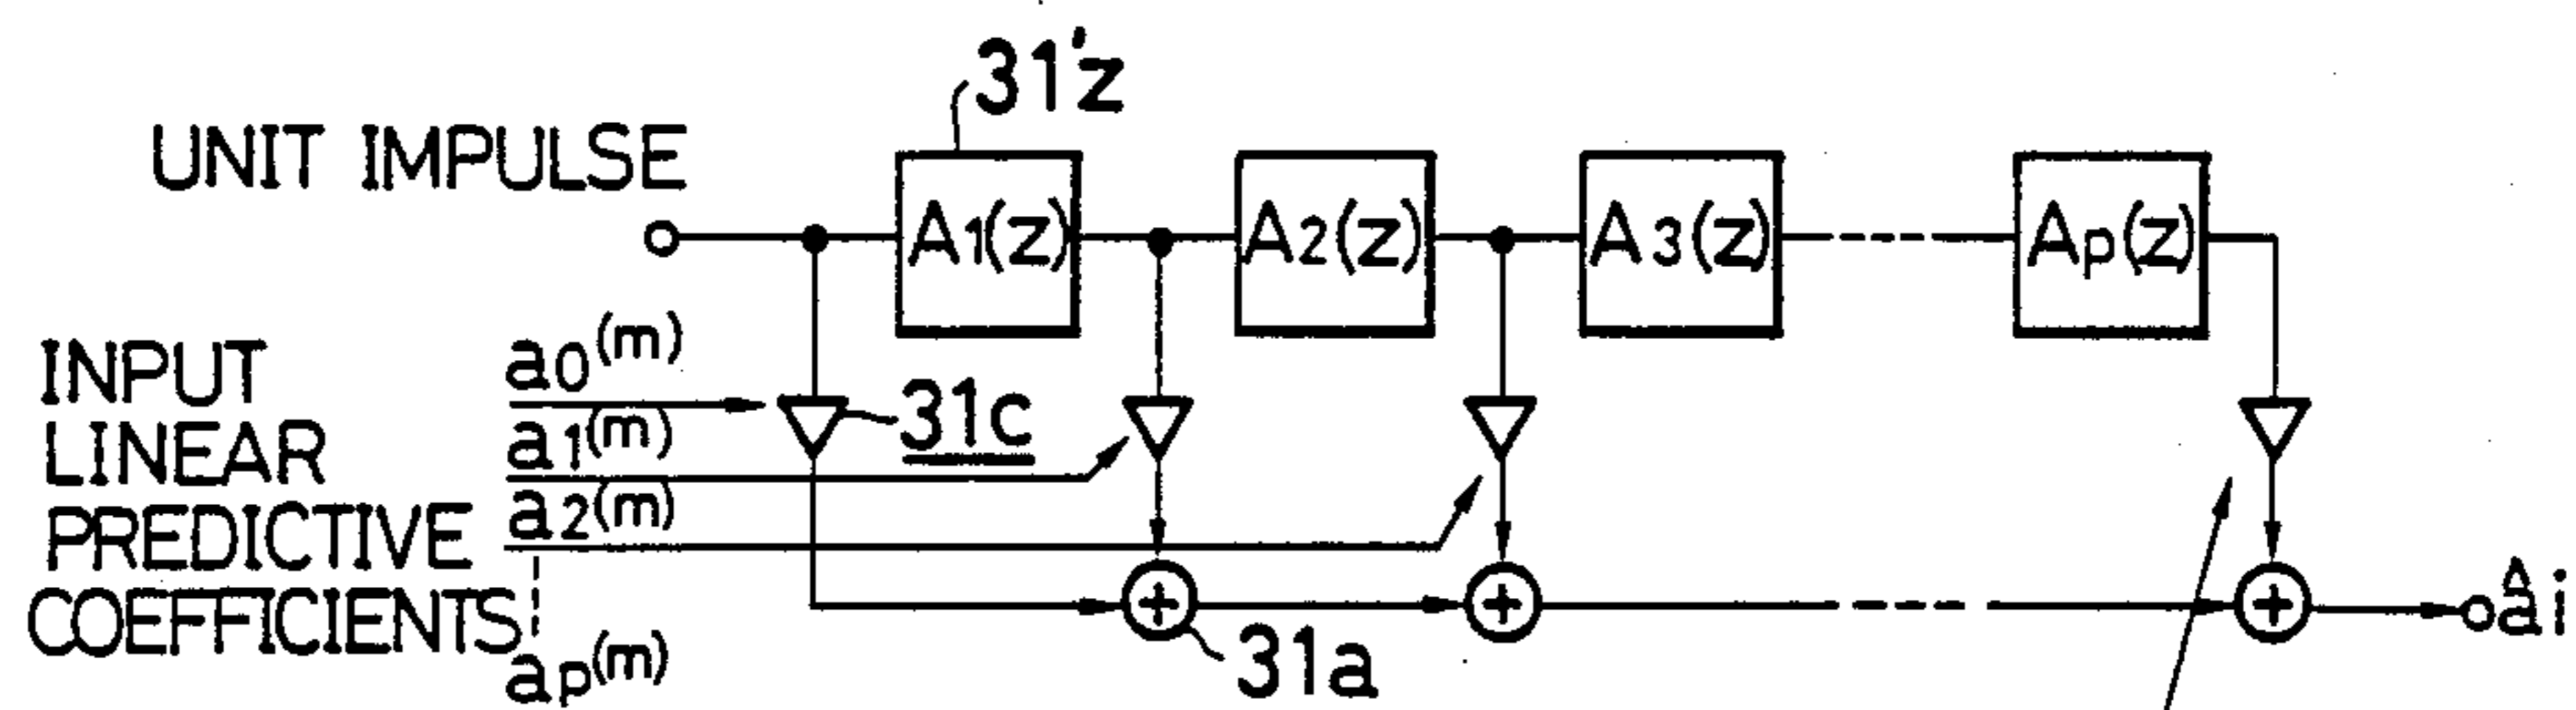 31'z
UNIT IMPULSE
A1(z) A2(z) A3(z) Ap(z)
INPUT
LINEAR
PREDICTIVE
COEFFICIENTS
a0(m)
a1(m)
a2(m)
ap(m)
31c
+ + +
31a
âi